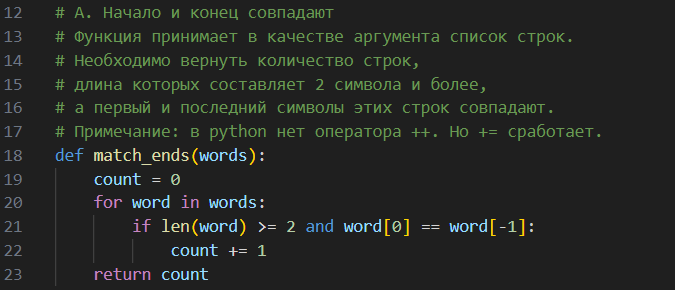 12 # A. Начало и конец совпадают
13 # Функция принимает в качестве аргумента список строк.
14 # Необходимо вернуть количество строк,
15 # длина которых составляет 2 символа и более,
16 # а первый и последний символы этих строк совпадают.
17 # Примечание: в python нет оператора ++. Но += сработает.
18 def match_ends(words):
19     count = 0
20     for word in words:
21         if len(word) >= 2 and word[0] == word[-1]:
22             count += 1
23     return count